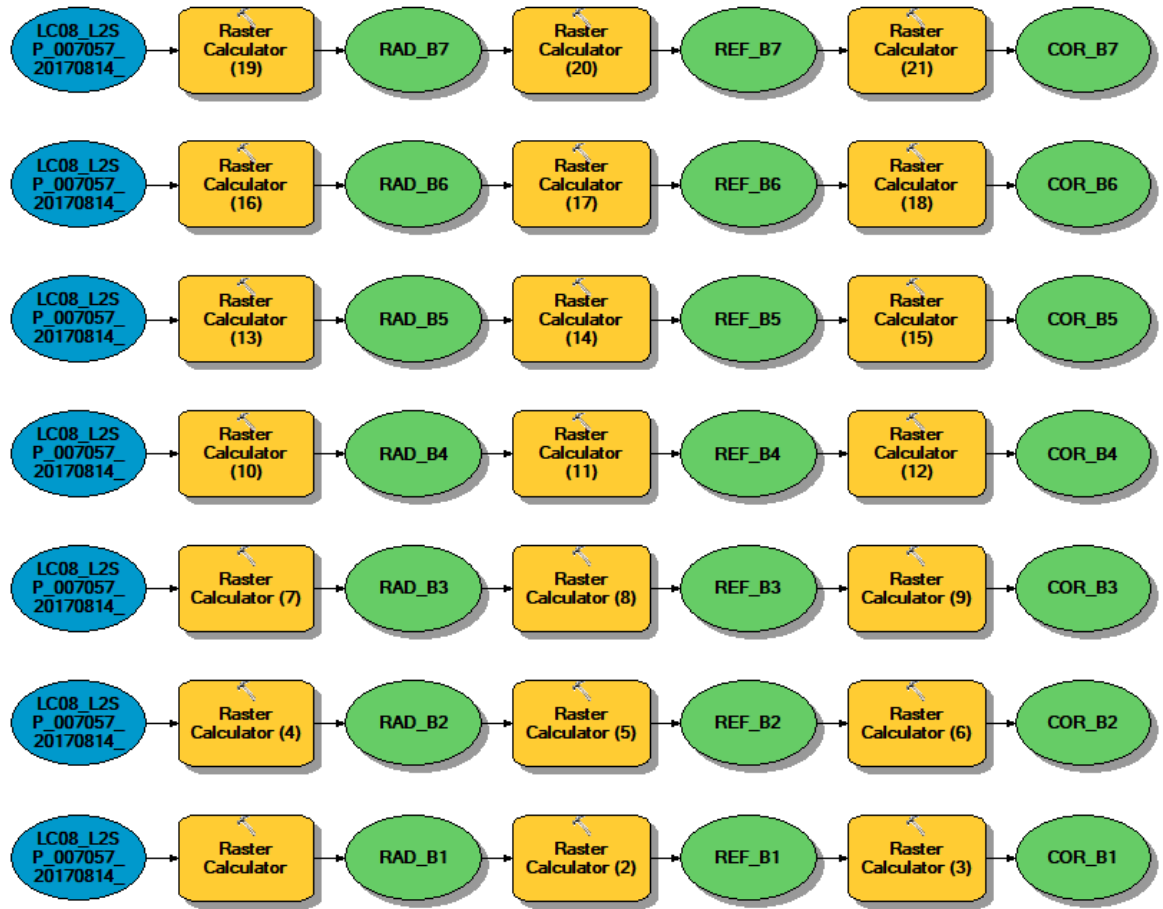 LC08_L2S
P_007057_
20170814_
Raster
Calculator
(19)
RAD_B7
Raster
Calculator
(20)
REF_B7
Raster
Calculator
(21)
COR_B7
LC08_L2S
P_007057_
20170814_
Raster
Calculator
(16)
RAD_B6
Raster
Calculator
(17)
REF_B6
Raster
Calculator
(18)
COR_B6
LC08_L2S
P_007057_
20170814_
Raster
Calculator
(13)
RAD_B5
Raster
Calculator
(14)
REF_B5
Raster
Calculator
(15)
COR_B5
LC08_L2S
P_007057_
20170814_
Raster
Calculator
(10)
RAD_B4
Raster
Calculator
(11)
REF_B4
Raster
Calculator
(12)
COR_B4
LC08_L2S
P_007057_
20170814_
Raster
Calculator (7)
RAD_B3
Raster
Calculator (8)
REF_B3
Raster
Calculator (9)
COR_B3
LC08_L2S
P_007057_
20170814_
Raster
Calculator (4)
RAD_B2
Raster
Calculator (5)
REF_B2
Raster
Calculator (6)
COR_B2
LC08_L2S
P_007057_
20170814_
Raster
Calculator
RAD_B1
Raster
Calculator (2)
REF_B1
Raster
Calculator (3)
COR_B1